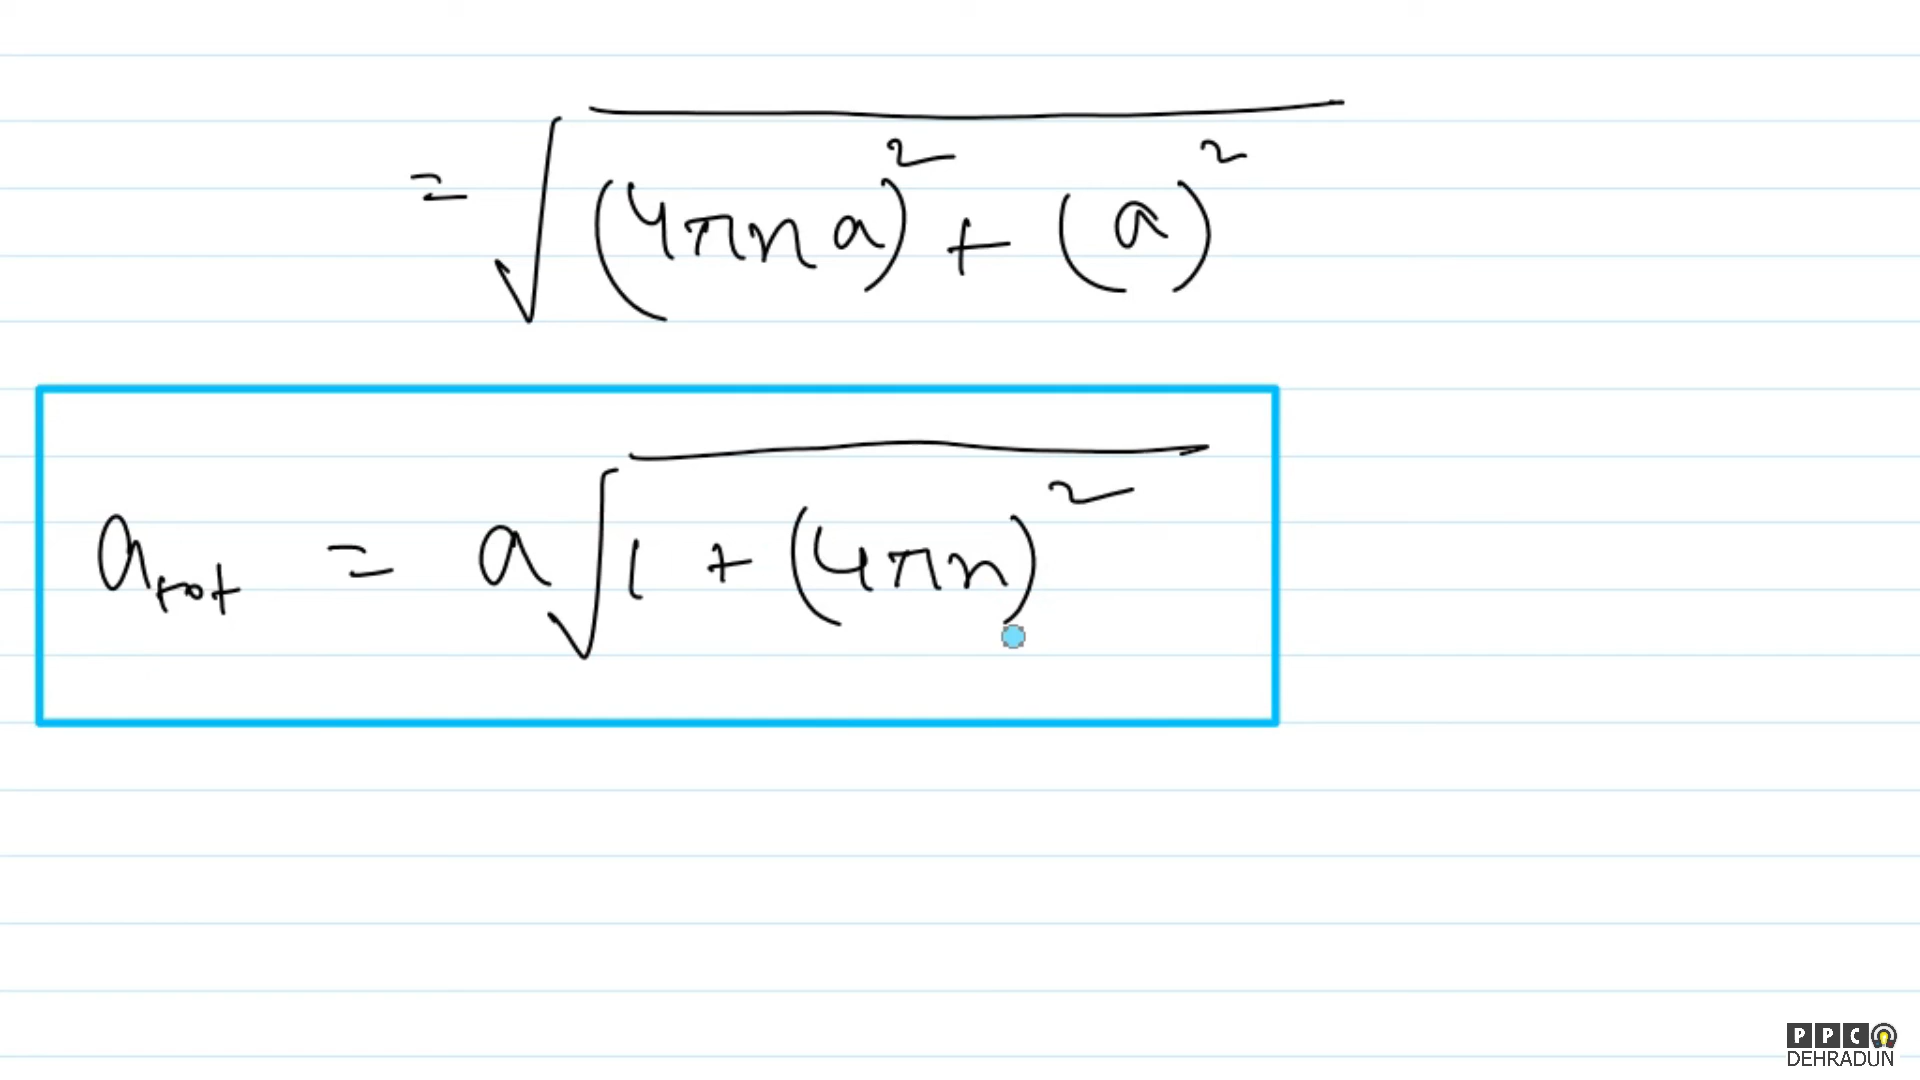 = √((4πna)² + (a)²)
a_tot = a√(1 + (4πn)²)
PPC
DEHRADUN